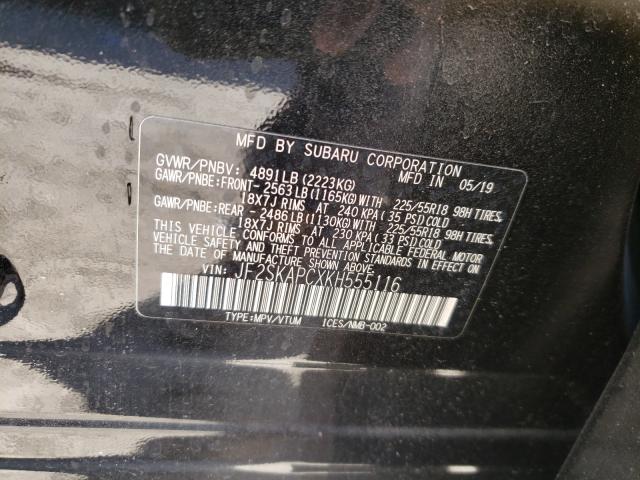 MFD BY SUBARU CORPORATION
GVWR/PNBV: 4891LB (2223KG) MFD IN 05/19
GAWR/PNBE:FRONT- 2563LB (1165KG) WITH 225/55R18 98H TIRES,
18X7J RIMS AT 240 KPA (35 PSI) COLD
GAWR/PNBE:REAR - 2486LB (1130KG) WITH 225/55R18 98H TIRES,
18X7J RIMS AT 230 KPA (33 PSI) COLD
THIS VEHICLE CONFORMS TO ALL APPLICABLE FEDERAL MOTOR
VEHICLE SAFETY AND THEFT PREVENTION STANDARDS IN EFFECT ON
THE DATE OF MANUFACTURE SHOWN ABOVE.
VIN: JF2SKAPCXKH555116
TYPE:MPV/VTUM ICES/NMB-002